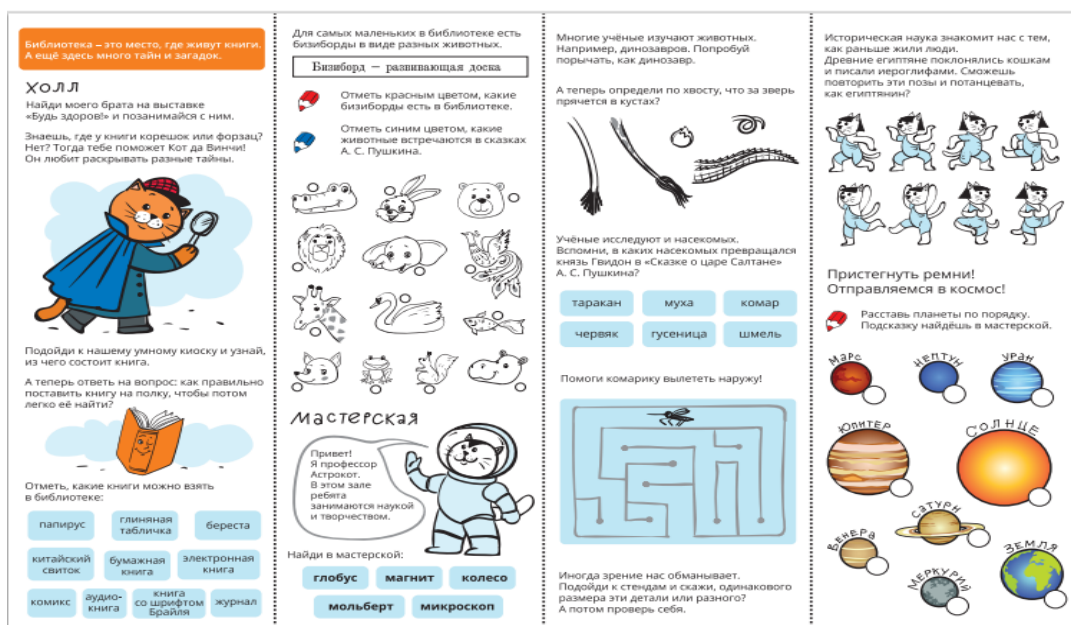 Библиотека – это место, где живут книги.
А ещё здесь много тайн и загадок.
ХОЛЛ
Найди моего брата на выставке
«Будь здоров!» и позанимайся с ним.
Знаешь, где у книги корешок или форзац?
Нет? Тогда тебе поможет Кот да Винчи!
Он любит раскрывать разные тайны.
Подойди к нашему умному киоску и узнай,
из чего состоит книга.
А теперь ответь на вопрос: как правильно
поставить книгу на полку, чтобы потом
легко её найти?
Отметь, какие книги можно взять
в библиотеке:
папирус
глиняная
табличка
береста
китайский
свиток
бумажная
книга
электронная
книга
комикс
аудио-
книга
книга
со шрифтом
Брайля
журнал
Для самых маленьких в библиотеке есть
бизиборды в виде разных животных.
Бизиборд — развивающая доска
Отметь красным цветом, какие
бизиборды есть в библиотеке.
Отметь синим цветом, какие
животные встречаются в сказках
А. С. Пушкина.
МАСТЕРСКАЯ
Привет!
Я профессор
Астрокот.
В этом зале
ребята
занимаются наукой
и творчеством.
Найди в мастерской:
глобус
магнит
колесо
мольберт
микроскоп
Многие учёные изучают животных.
Например, динозавров. Попробуй
порычать, как динозавр.
А теперь определи по хвосту, что за зверь
прячется в кустах?
Учёные исследуют и насекомых.
Вспомни, в каких насекомых превращался
князь Гвидон в «Сказке о царе Салтане»
А. С. Пушкина?
таракан
муха
комар
червяк
гусеница
шмель
Помоги комарику вылететь наружу!
Иногда зрение нас обманывает.
Подойди к стендам и скажи, одинакового
размера эти детали или разного?
А потом проверь себя.
Историческая наука знакомит нас с тем,
как раньше жили люди.
Древние египтяне поклонялись кошкам
и писали иероглифами. Сможешь
повторить эти позы и потанцевать,
как египтянин?
Пристегнуть ремни!
Отправляемся в космос!
Расставь планеты по порядку.
Подсказку найдёшь в мастерской.
МАРС
НЕПТУН
УРАН
ЮПИТЕР
СОЛНЦЕ
САТУРН
ВЕНЕРА
МЕРКУРИЙ
ЗЕМЛЯ